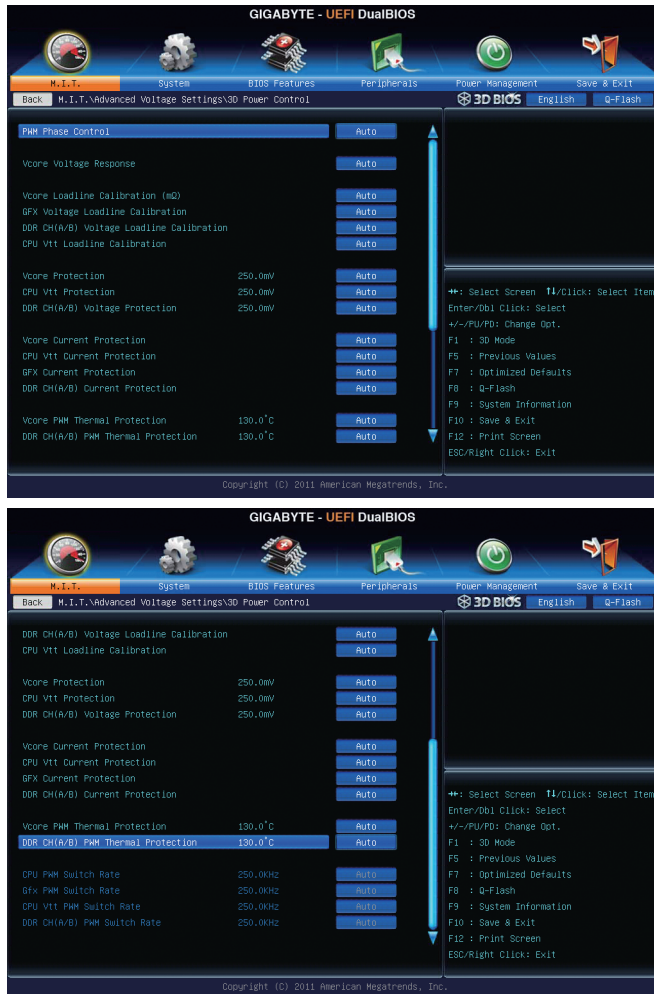 GIGABYTE - UEFI DualBIOS
M.I.T. System BIOS Features Peripherals Power Management Save & Exit
Back M.I.T.\Advanced Voltage Settings\3D Power Control 3D BIOS English Q-Flash
PWM Phase Control Auto
Vcore Voltage Response Auto
Vcore Loadline Calibration (mΩ) Auto
GFX Voltage Loadline Calibration Auto
DDR CH(A/B) Voltage Loadline Calibration Auto
CPU Vtt Loadline Calibration Auto
Vcore Protection 250.0mV Auto
CPU Vtt Protection 250.0mV Auto
DDR CH(A/B) Voltage Protection 250.0mV Auto
Vcore Current Protection Auto
CPU Vtt Current Protection Auto
GFX Current Protection Auto
DDR CH(A/B) Current Protection Auto
Vcore PWM Thermal Protection 130.0°C Auto
DDR CH(A/B) PWM Thermal Protection 130.0°C Auto
→←: Select Screen ↑↓/Click: Select Item
Enter/Dbl Click: Select
+/-/PU/PD: Change Opt.
F1 : 3D Mode
F5 : Previous Values
F7 : Optimized Defaults
F8 : Q-Flash
F9 : System Information
F10 : Save & Exit
F12 : Print Screen
ESC/Right Click: Exit
Copyright (C) 2011 American Megatrends, Inc.
GIGABYTE - UEFI DualBIOS
M.I.T. System BIOS Features Peripherals Power Management Save & Exit
Back M.I.T.\Advanced Voltage Settings\3D Power Control 3D BIOS English Q-Flash
DDR CH(A/B) Voltage Loadline Calibration Auto
CPU Vtt Loadline Calibration Auto
Vcore Protection 250.0mV Auto
CPU Vtt Protection 250.0mV Auto
DDR CH(A/B) Voltage Protection 250.0mV Auto
Vcore Current Protection Auto
CPU Vtt Current Protection Auto
GFX Current Protection Auto
DDR CH(A/B) Current Protection Auto
Vcore PWM Thermal Protection 130.0°C Auto
DDR CH(A/B) PWM Thermal Protection 130.0°C Auto
CPU PWM Switch Rate 250.0KHz Auto
Gfx PWM Switch Rate 250.0KHz Auto
CPU Vtt PWM Switch Rate 250.0KHz Auto
DDR CH(A/B) PWM Switch Rate 250.0KHz Auto
→←: Select Screen ↑↓/Click: Select Item
Enter/Dbl Click: Select
+/-/PU/PD: Change Opt.
F1 : 3D Mode
F5 : Previous Values
F7 : Optimized Defaults
F8 : Q-Flash
F9 : System Information
F10 : Save & Exit
F12 : Print Screen
ESC/Right Click: Exit
Copyright (C) 2011 American Megatrends, Inc.